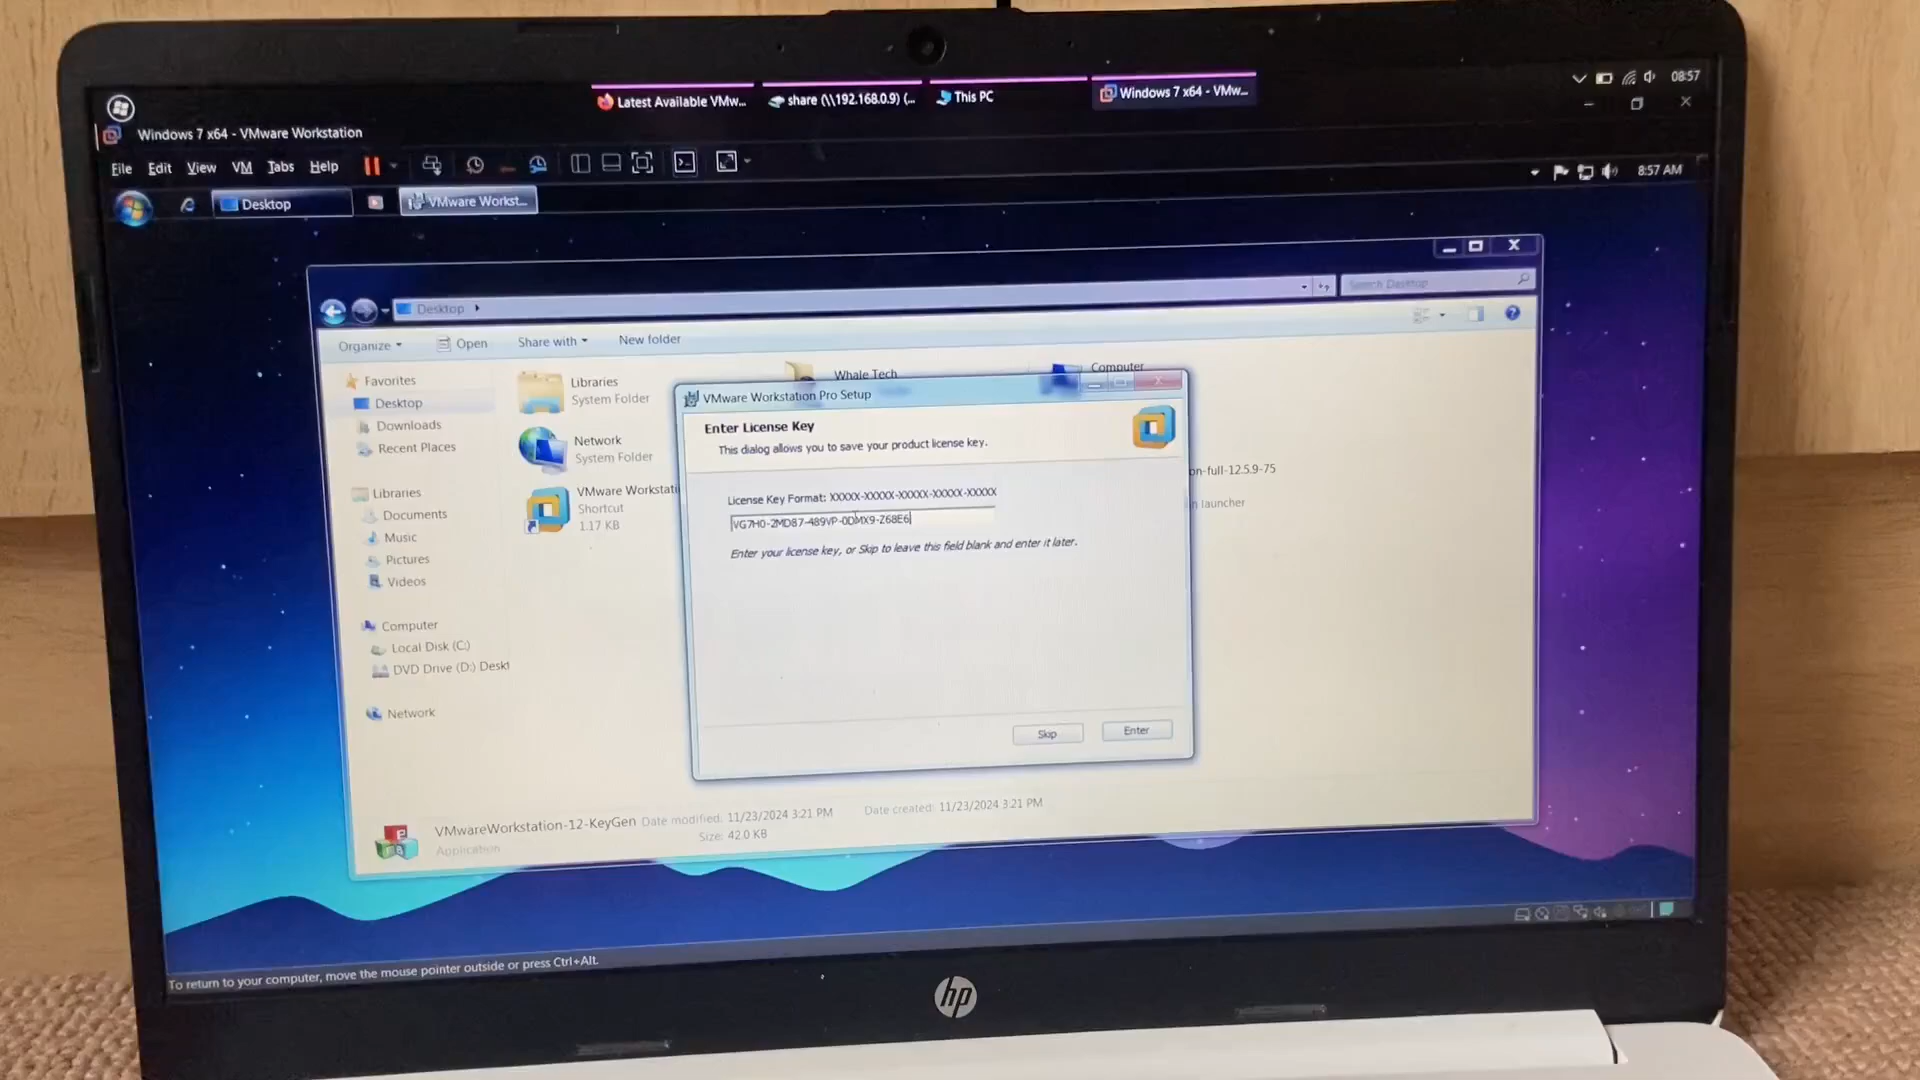 Latest Available VMw...
share (\\192.168.0.9) (...
This PC
Windows 7 x64 - VMw...
08:57
Windows 7 x64 - VMware Workstation
File Edit View VM Tabs Help
8:57 AM
Desktop
VMware Workst...
Desktop
Search Desktop
Organize
Open
Share with
New folder
Favorites
Desktop
Downloads
Recent Places
Libraries
Documents
Music
Pictures
Videos
Computer
Local Disk (C:)
DVD Drive (D:) Deskt
Network
Libraries
System Folder
Network
System Folder
VMware Workstati
Shortcut
1.17 KB
Whale Tech
Computer
on-full-12.5.9-75
in launcher
VMware Workstation Pro Setup
Enter License Key
This dialog allows you to save your product license key.
License Key Format: XXXXX-XXXXX-XXXXX-XXXXX-XXXXX
VG7H0-2MD87-489VP-0DMX9-Z68E6
Enter your license key, or Skip to leave this field blank and enter it later.
Skip
Enter
VMwareWorkstation-12-KeyGen
Application
Date modified: 11/23/2024 3:21 PM
Size: 42.0 KB
Date created: 11/23/2024 3:21 PM
To return to your computer, move the mouse pointer outside or press Ctrl+Alt.
hp